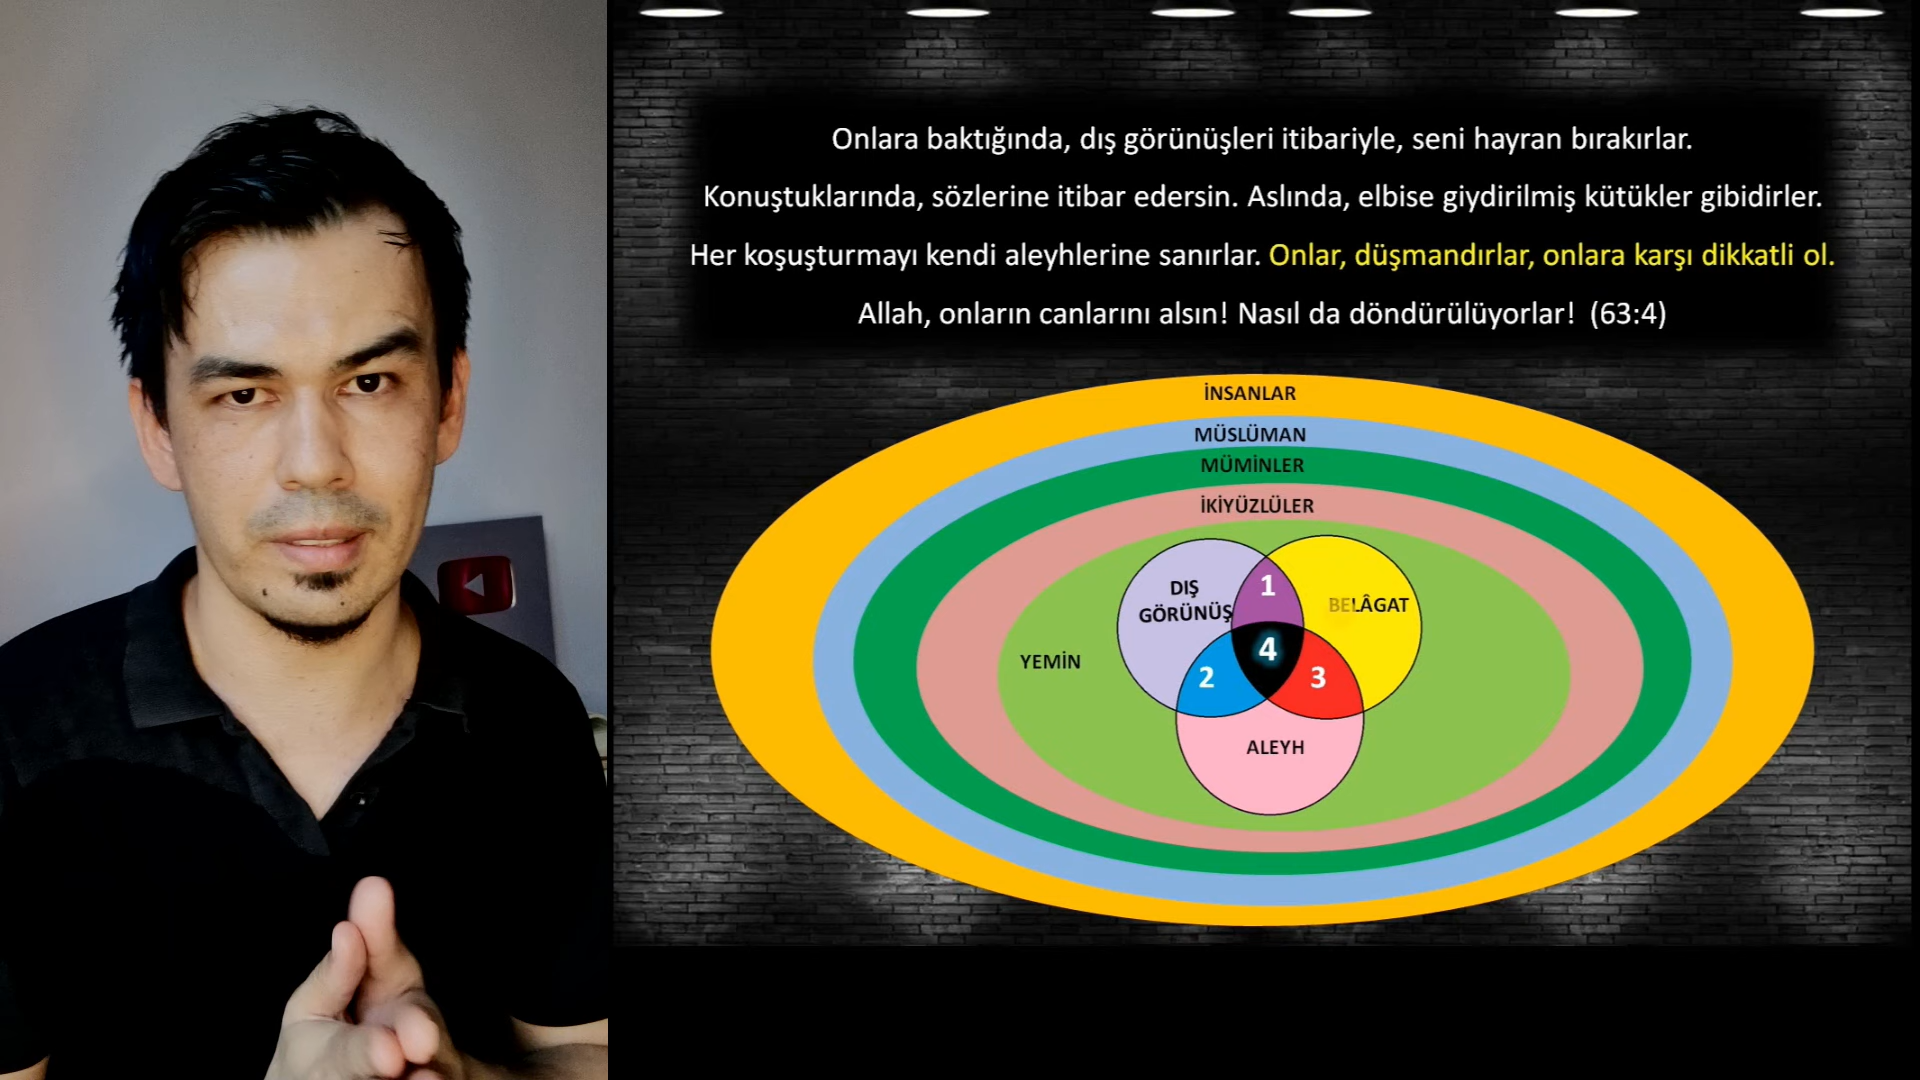 Onlara baktığında, dış görünüşleri itibariyle, seni hayran bırakırlar.
Konuştuklarında, sözlerine itibar edersin. Aslında, elbise giydirilmiş kütükler gibidirler.
Her koşuşturmayı kendi aleyhlerine sanırlar. Onlar, düşmandırlar, onlara karşı dikkatli ol.
Allah, onların canlarını alsın! Nasıl da döndürülüyorlar! (63:4)
İNSANLAR
MÜSLÜMAN
MÜMİNLER
İKİYÜZLÜLER
DIŞ
GÖRÜNÜŞ
1
BELÂGAT
YEMİN
4
2
3
ALEYH